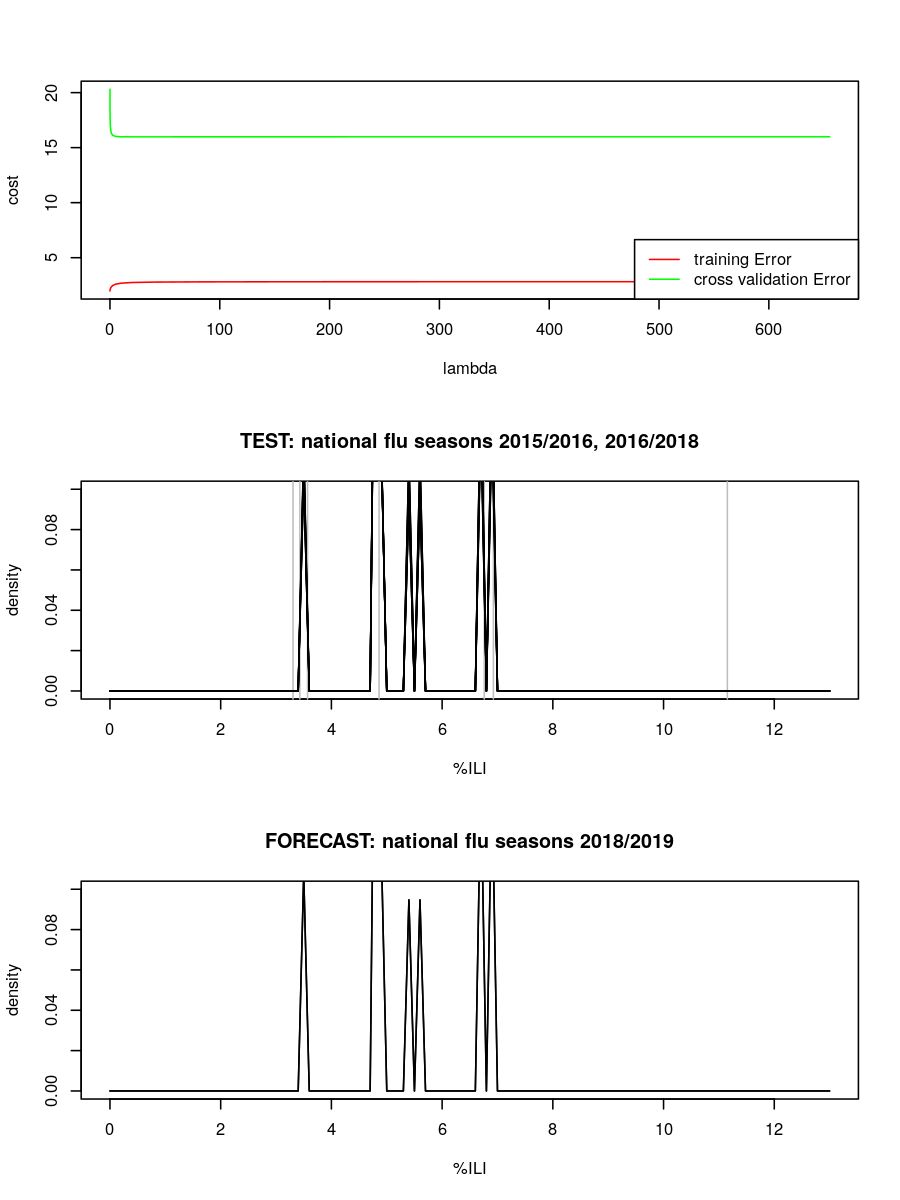 20
15
10
5
cost
training Error
cross validation Error
0 100 200 300 400 500 600
lambda
TEST: national flu seasons 2015/2016, 2016/2018
0.08
0.04
0.00
density
0 2 4 6 8 10 12
%ILI
FORECAST: national flu seasons 2018/2019
0.08
0.04
0.00
density
0 2 4 6 8 10 12
%ILI